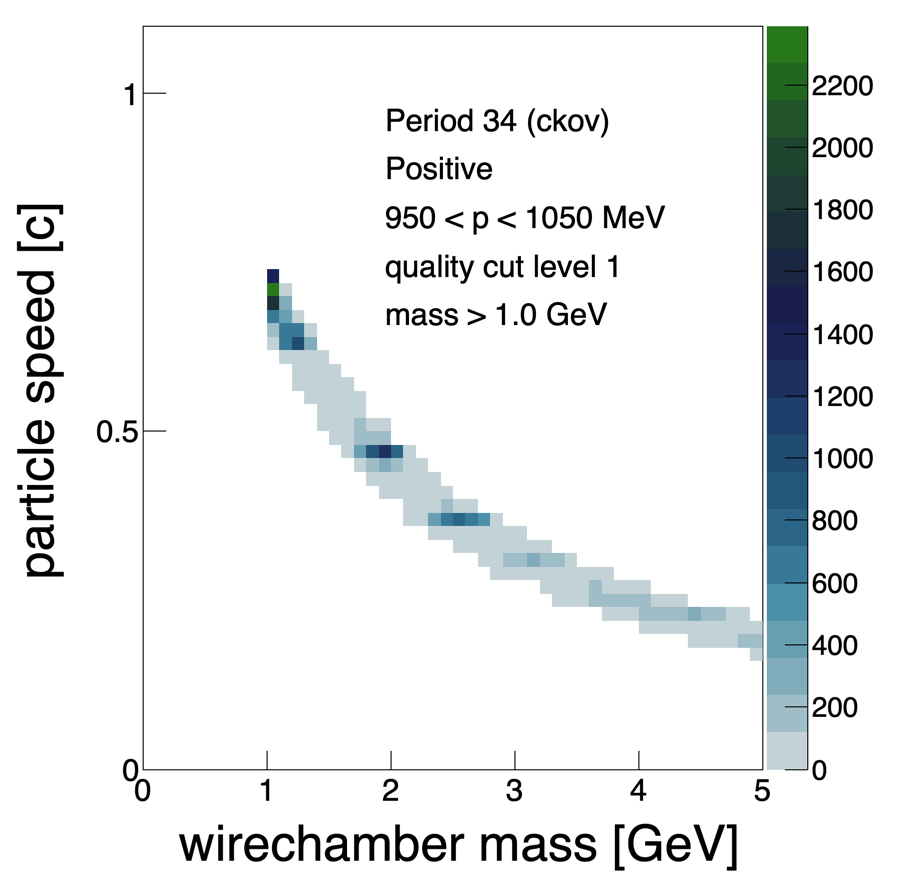 particle speed [c]
1
0.5
0
Period 34 (ckov)
Positive
950 < p < 1050 MeV
quality cut level 1
mass > 1.0 GeV
2200
2000
1800
1600
1400
1200
1000
800
600
400
200
0
0 1 2 3 4 5
wirechamber mass [GeV]